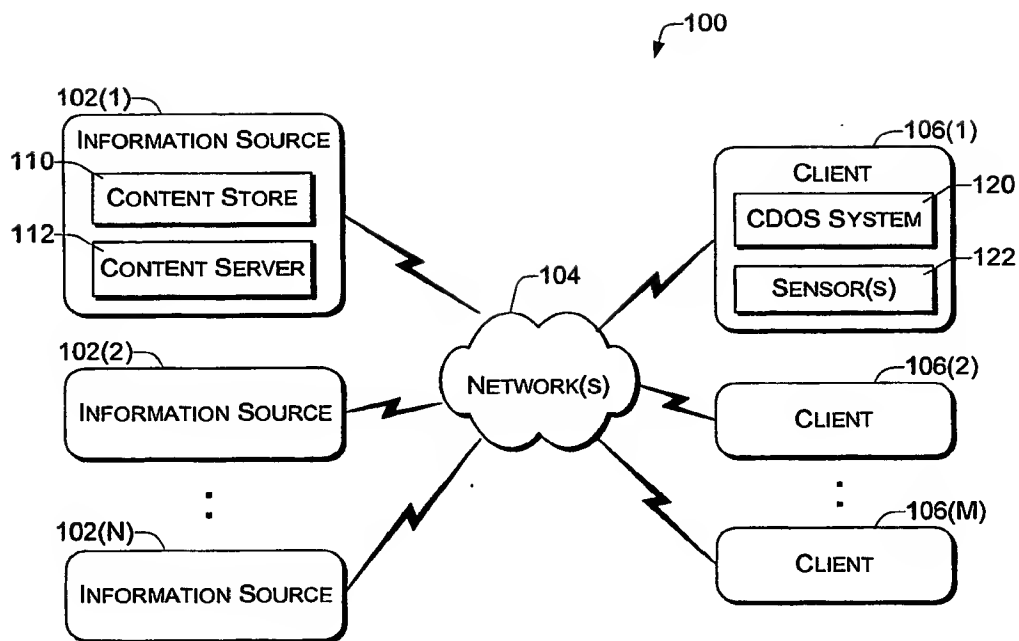 100
102(1)
INFORMATION SOURCE
110
CONTENT STORE
112
CONTENT SERVER
102(2)
INFORMATION SOURCE
102(N)
INFORMATION SOURCE
104
NETWORK(S)
106(1)
CLIENT
120
CDOS SYSTEM
122
SENSOR(S)
106(2)
CLIENT
106(M)
CLIENT